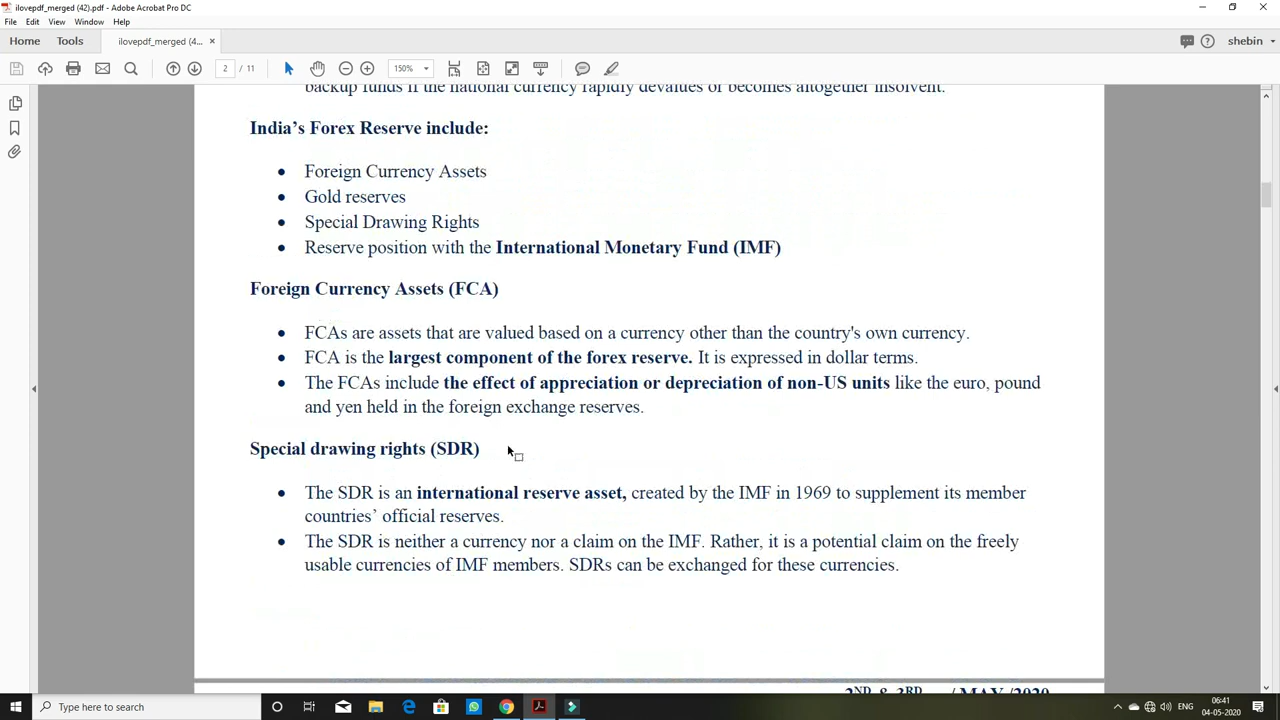 ilovepdf_merged (42).pdf - Adobe Acrobat Pro DC
File Edit View Window Help
Home Tools ilovepdf_merged (4... × shebin
2 / 11 150%
backup funds if the national currency rapidly devalues or becomes altogether insolvent.
India’s Forex Reserve include:
• Foreign Currency Assets
• Gold reserves
• Special Drawing Rights
• Reserve position with the International Monetary Fund (IMF)
Foreign Currency Assets (FCA)
• FCAs are assets that are valued based on a currency other than the country's own currency.
• FCA is the largest component of the forex reserve. It is expressed in dollar terms.
• The FCAs include the effect of appreciation or depreciation of non-US units like the euro, pound
and yen held in the foreign exchange reserves.
Special drawing rights (SDR)
• The SDR is an international reserve asset, created by the IMF in 1969 to supplement its member
countries’ official reserves.
• The SDR is neither a currency nor a claim on the IMF. Rather, it is a potential claim on the freely
usable currencies of IMF members. SDRs can be exchanged for these currencies.
2ND & 3RD / MAY /2020
Type here to search
ENG
06:41
04-05-2020